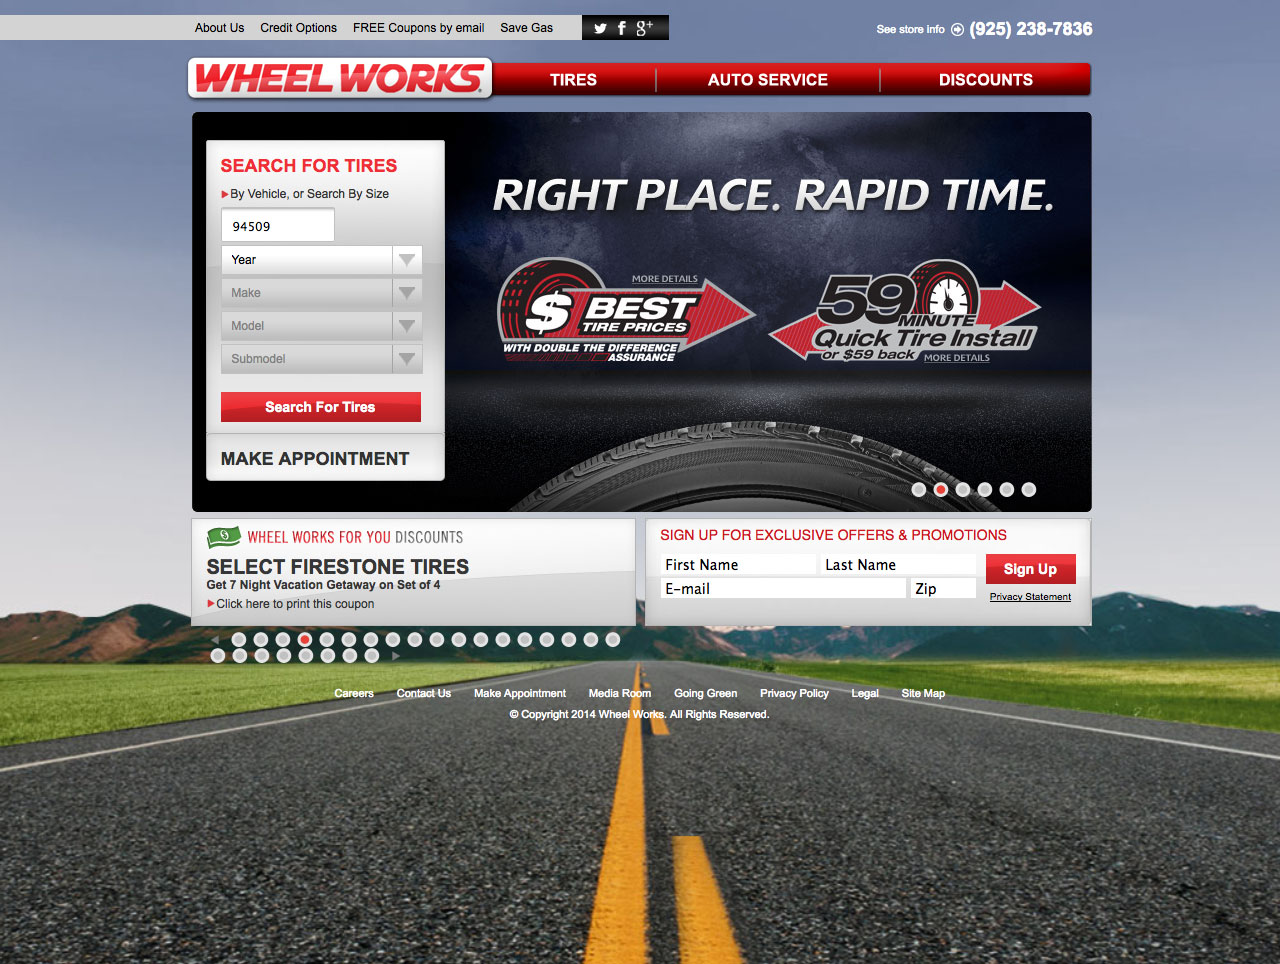 About Us Credit Options FREE Coupons by email Save Gas
See store info (925) 238-7836
WHEEL WORKS
TIRES AUTO SERVICE DISCOUNTS
SEARCH FOR TIRES
By Vehicle, or Search By Size
94509
Year
Make
Model
Submodel
Search For Tires
MAKE APPOINTMENT
RIGHT PLACE. RAPID TIME.
MORE DETAILS
$ BEST
TIRE PRICES
WITH DOUBLE THE DIFFERENCE
ASSURANCE
59
MINUTE
Quick Tire Install
or $59 back
MORE DETAILS
WHEEL WORKS FOR YOU DISCOUNTS
SELECT FIRESTONE TIRES
Get 7 Night Vacation Getaway on Set of 4
Click here to print this coupon
SIGN UP FOR EXCLUSIVE OFFERS & PROMOTIONS
First Name Last Name
E-mail Zip
Sign Up
Privacy Statement
Careers Contact Us Make Appointment Media Room Going Green Privacy Policy Legal Site Map
© Copyright 2014 Wheel Works. All Rights Reserved.